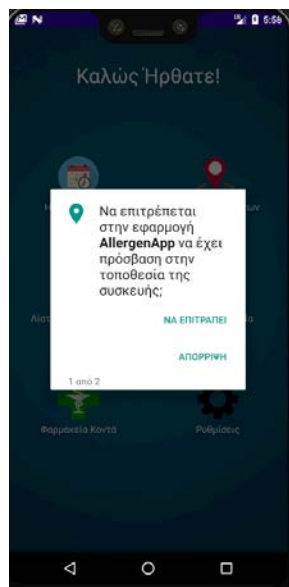 5:56
Καλώς Ήρθατε!
Να επιτρέπεται
στην εφαρμογή
AllergenApp να έχει
πρόσβαση στην
τοποθεσία της
συσκευής;
ΝΑ ΕΠΙΤΡΑΠΕΙ
ΑΠΟΡΡΙΨΗ
1 από 2
Φαρμακεία Κοντά
Ρυθμίσεις